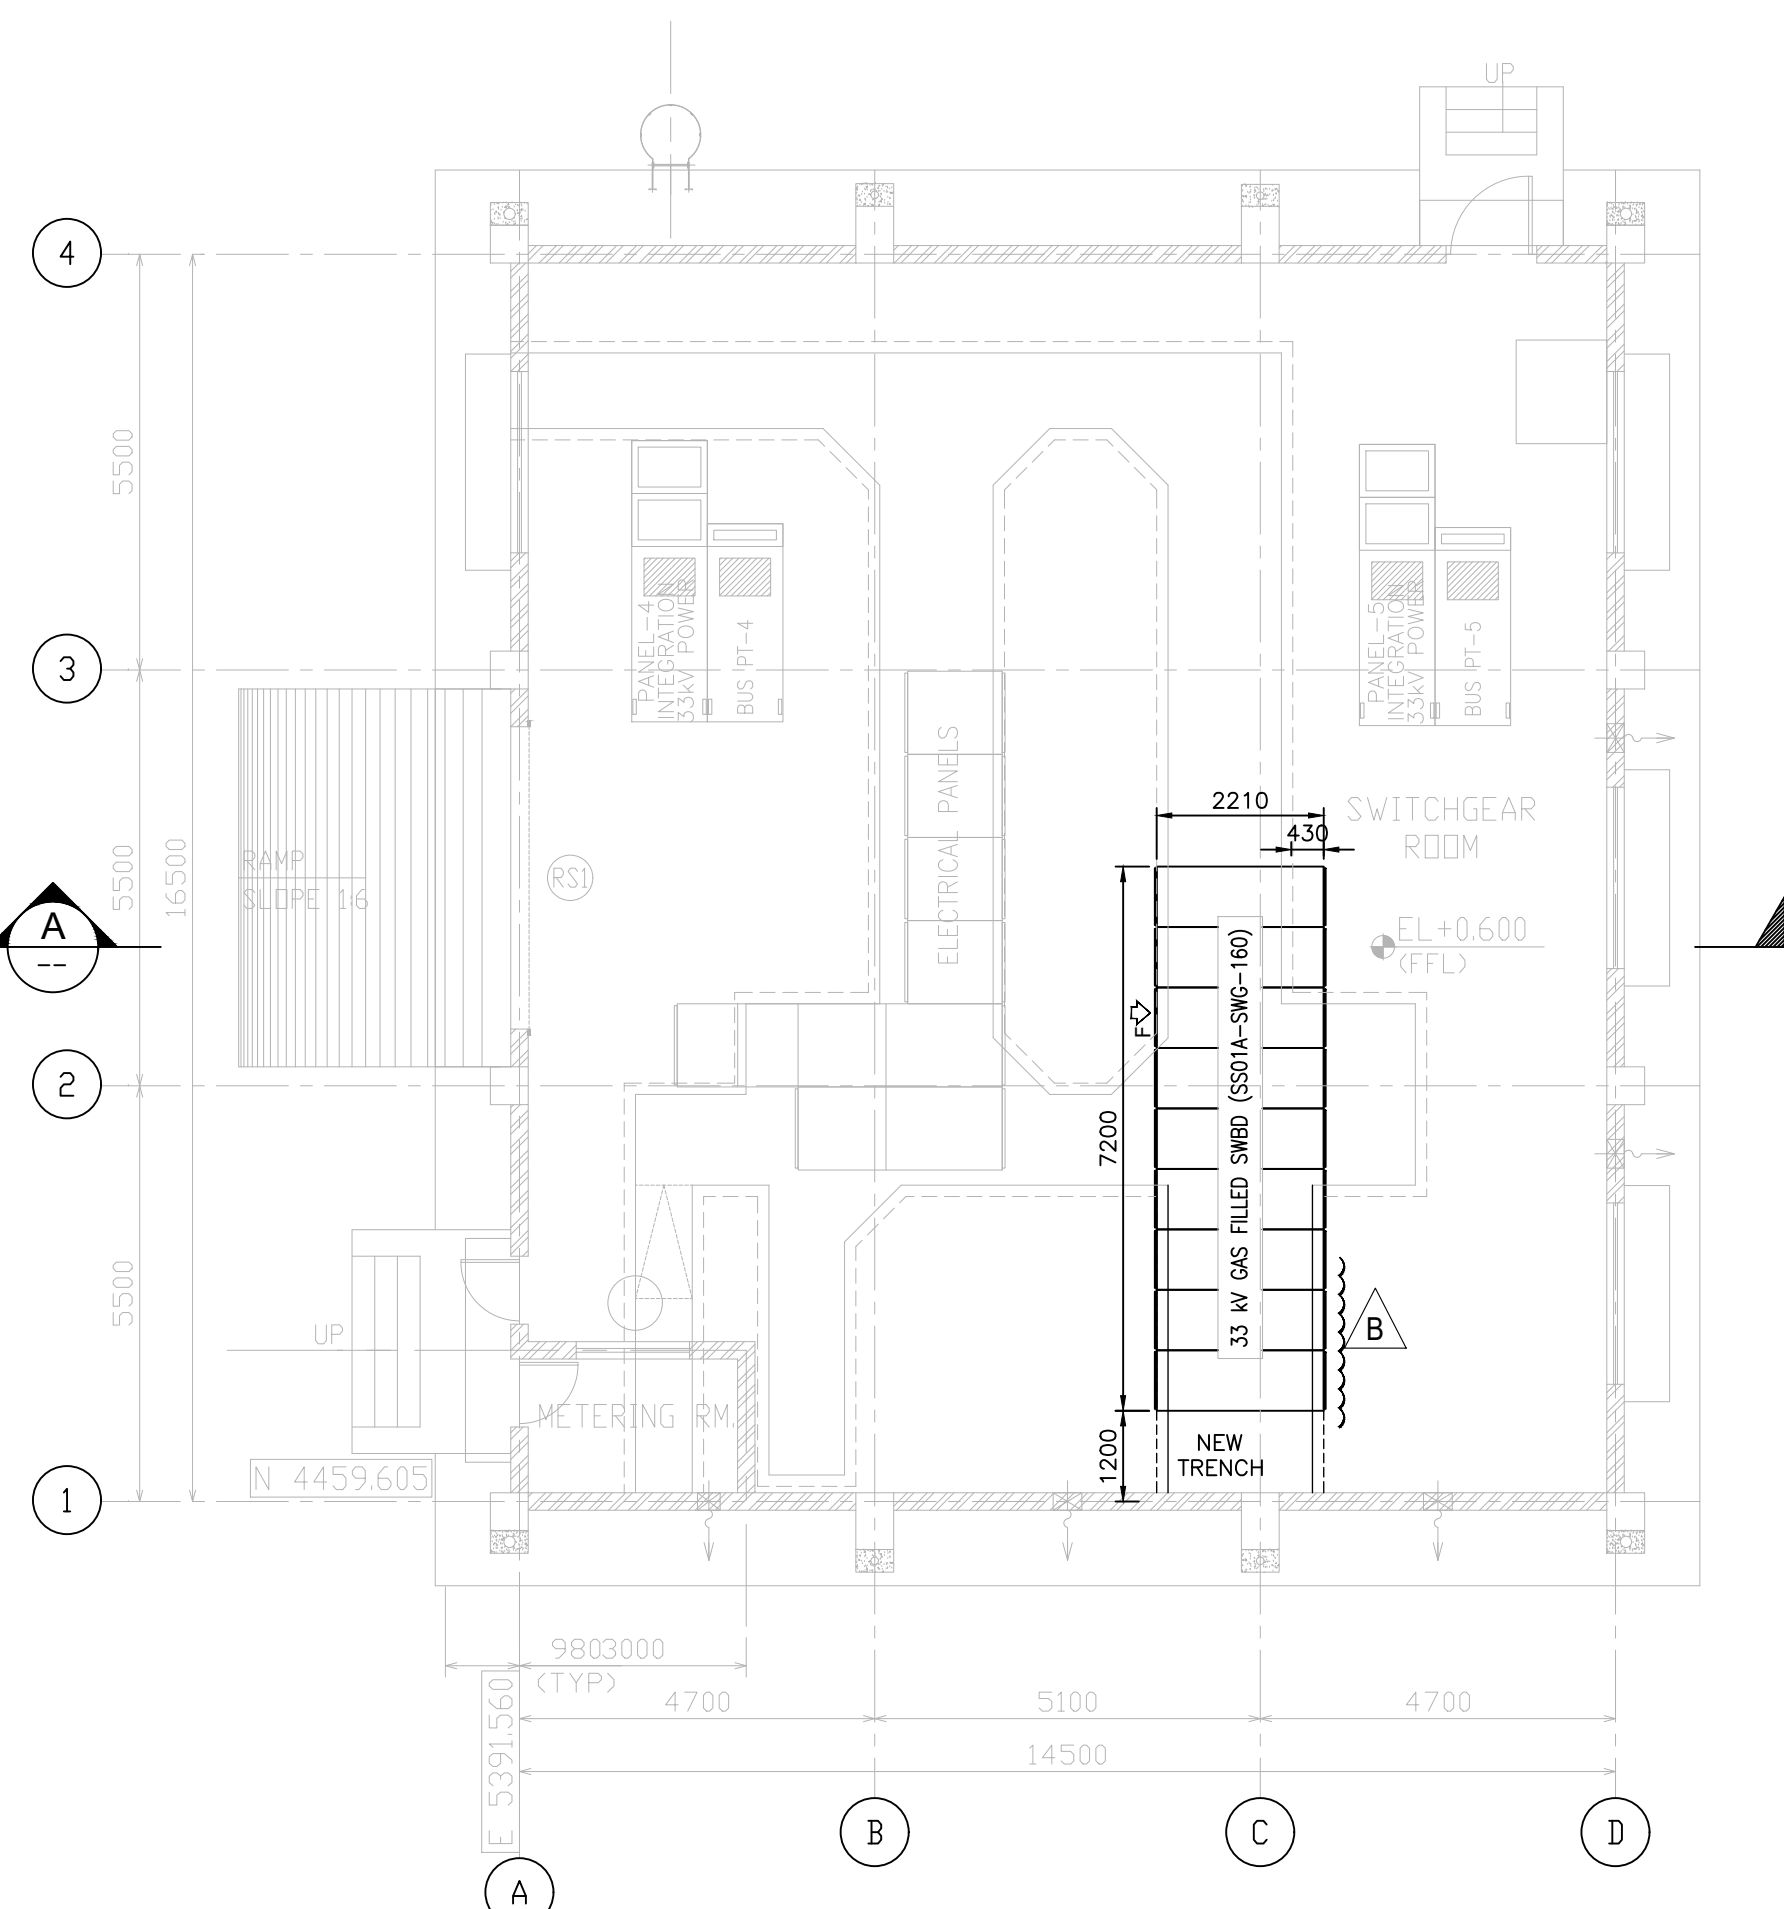 UP
4
5500
16500
3
PANEL-4
INTEGRATION
33kV POWER
BUS PT-4
PANEL-5
INTEGRATION
33kV POWER
BUS PT-5
ELECTRICAL PANELS
2210
430
SWITCHGEAR
ROOM
RAMP
SLOPE 1:6
RS1
5500
A
--
EL+0.600
(FFL)
F
33 kV GAS FILLED SWBD (SS01A-SWG-160)
7200
2
5500
UP
B
METERING RM.
1200
NEW
TRENCH
N 4459.605
1
9803000
(TYP)
E 5391.560
4700
5100
4700
14500
B
C
D
A